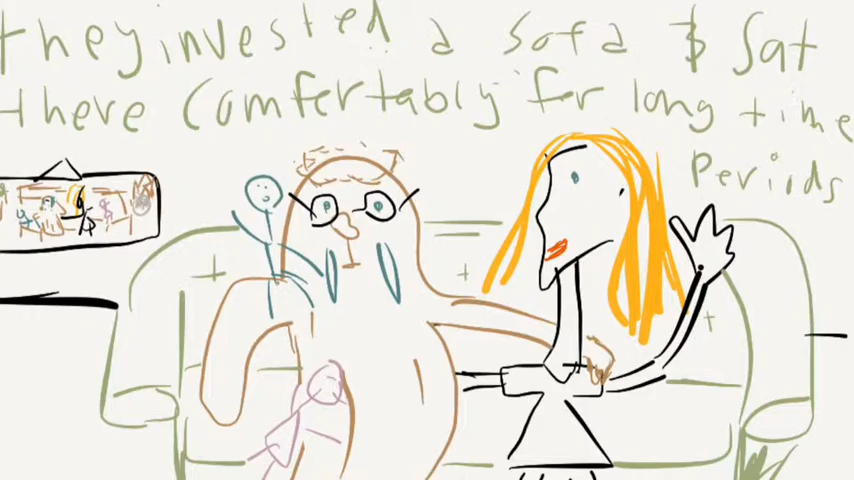 they invested a sofa & sat
there comfertably for long time
Periods